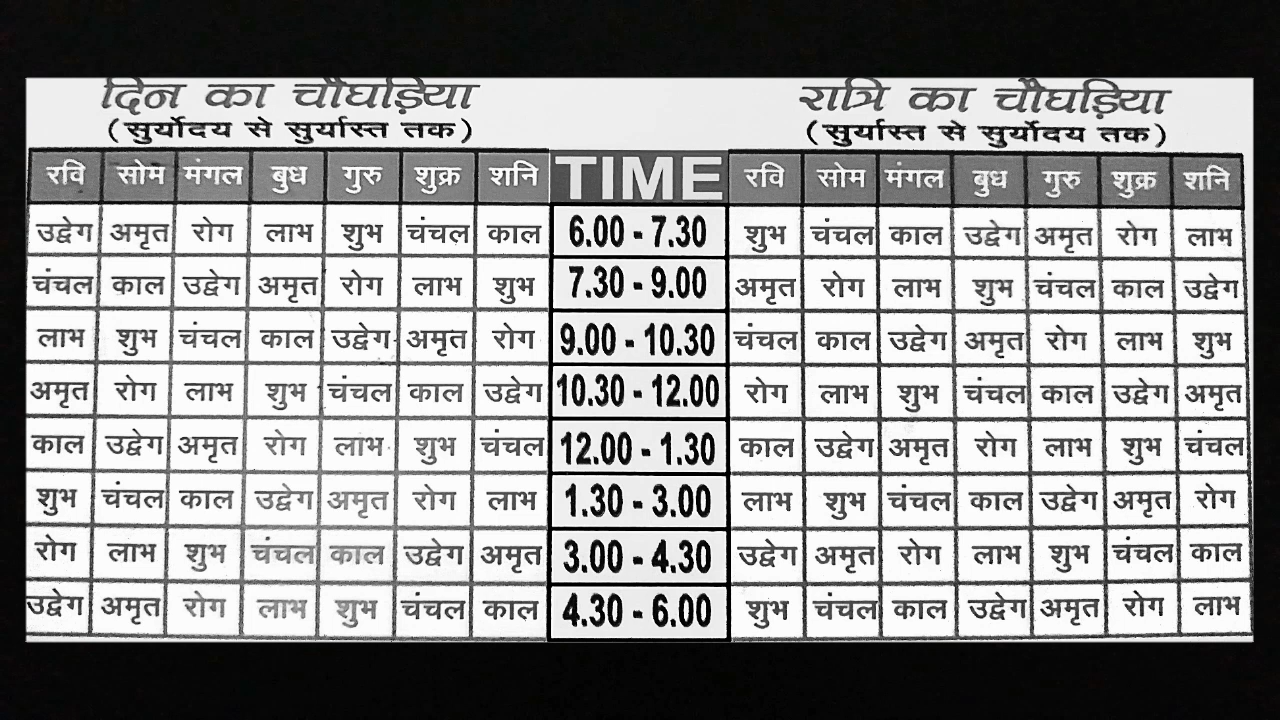 दिन का चौघड़िया रात्रि का चौघड़िया
(सुर्योदय से सुर्यास्त तक) (सुर्यास्त से सुर्योदय तक)
रवि सोम मंगल बुध गुरु शुक्र शनि TIME रवि सोम मंगल बुध गुरु शुक्र शनि
उद्वेग अमृत रोग लाभ शुभ चंचल काल 6.00 - 7.30 शुभ चंचल काल उद्वेग अमृत रोग लाभ
चंचल काल उद्वेग अमृत रोग लाभ शुभ 7.30 - 9.00 अमृत रोग लाभ शुभ चंचल काल उद्वेग
लाभ शुभ चंचल काल उद्वेग अमृत रोग 9.00 - 10.30 चंचल काल उद्वेग अमृत रोग लाभ शुभ
अमृत रोग लाभ शुभ चंचल काल उद्वेग 10.30 - 12.00 रोग लाभ शुभ चंचल काल उद्वेग अमृत
काल उद्वेग अमृत रोग लाभ शुभ चंचल 12.00 - 1.30 काल उद्वेग अमृत रोग लाभ शुभ चंचल
शुभ चंचल काल उद्वेग अमृत रोग लाभ 1.30 - 3.00 लाभ शुभ चंचल काल उद्वेग अमृत रोग
रोग लाभ शुभ चंचल काल उद्वेग अमृत 3.00 - 4.30 उद्वेग अमृत रोग लाभ शुभ चंचल काल
उद्वेग अमृत रोग लाभ शुभ चंचल काल 4.30 - 6.00 शुभ चंचल काल उद्वेग अमृत रोग लाभ